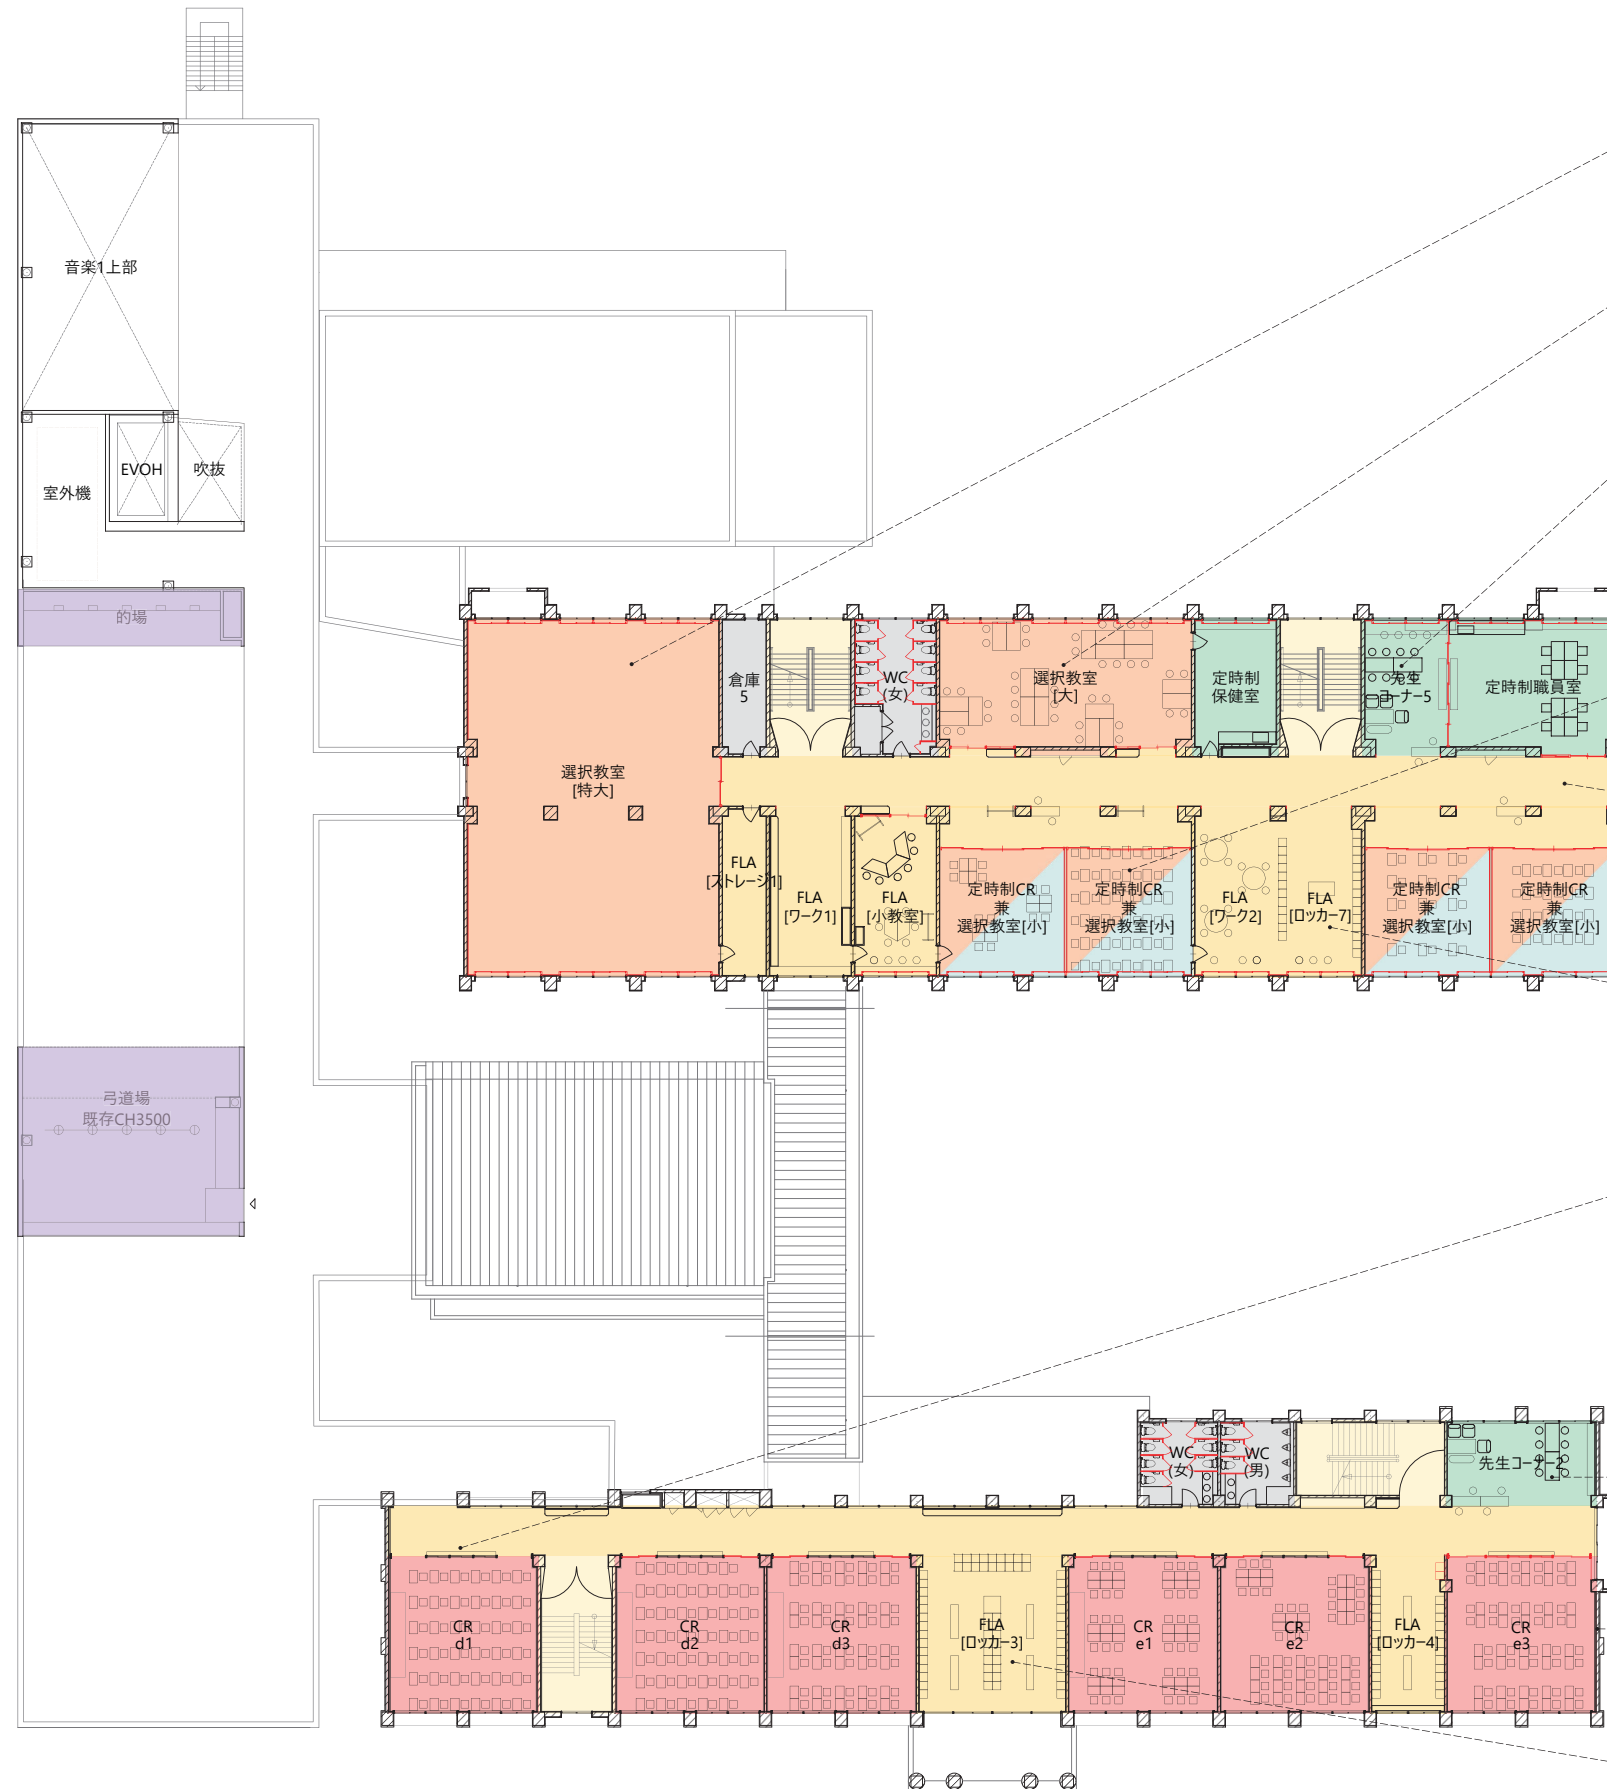 音楽1上部
EVOH
吹抜
室外機
的場
弓道場
既存CH3500
倉庫
5
WC
(女)
選択教室
[大]
定時制
保健室
先生
コーナー5
定時制職員室
選択教室
[特大]
FLA
[ストレージ1]
FLA
[ワーク1]
FLA
[小教室]
定時制CR
兼
選択教室[小]
定時制CR
兼
選択教室[小]
FLA
[ワーク2]
FLA
[ロッカー7]
定時制CR
兼
選択教室[小]
定時制CR
兼
選択教室[小]
WC
(女)
WC
(男)
先生コーナー2
CR
d1
CR
d2
CR
d3
FLA
[ロッカー3]
CR
e1
CR
e2
FLA
[ロッカー4]
CR
e3